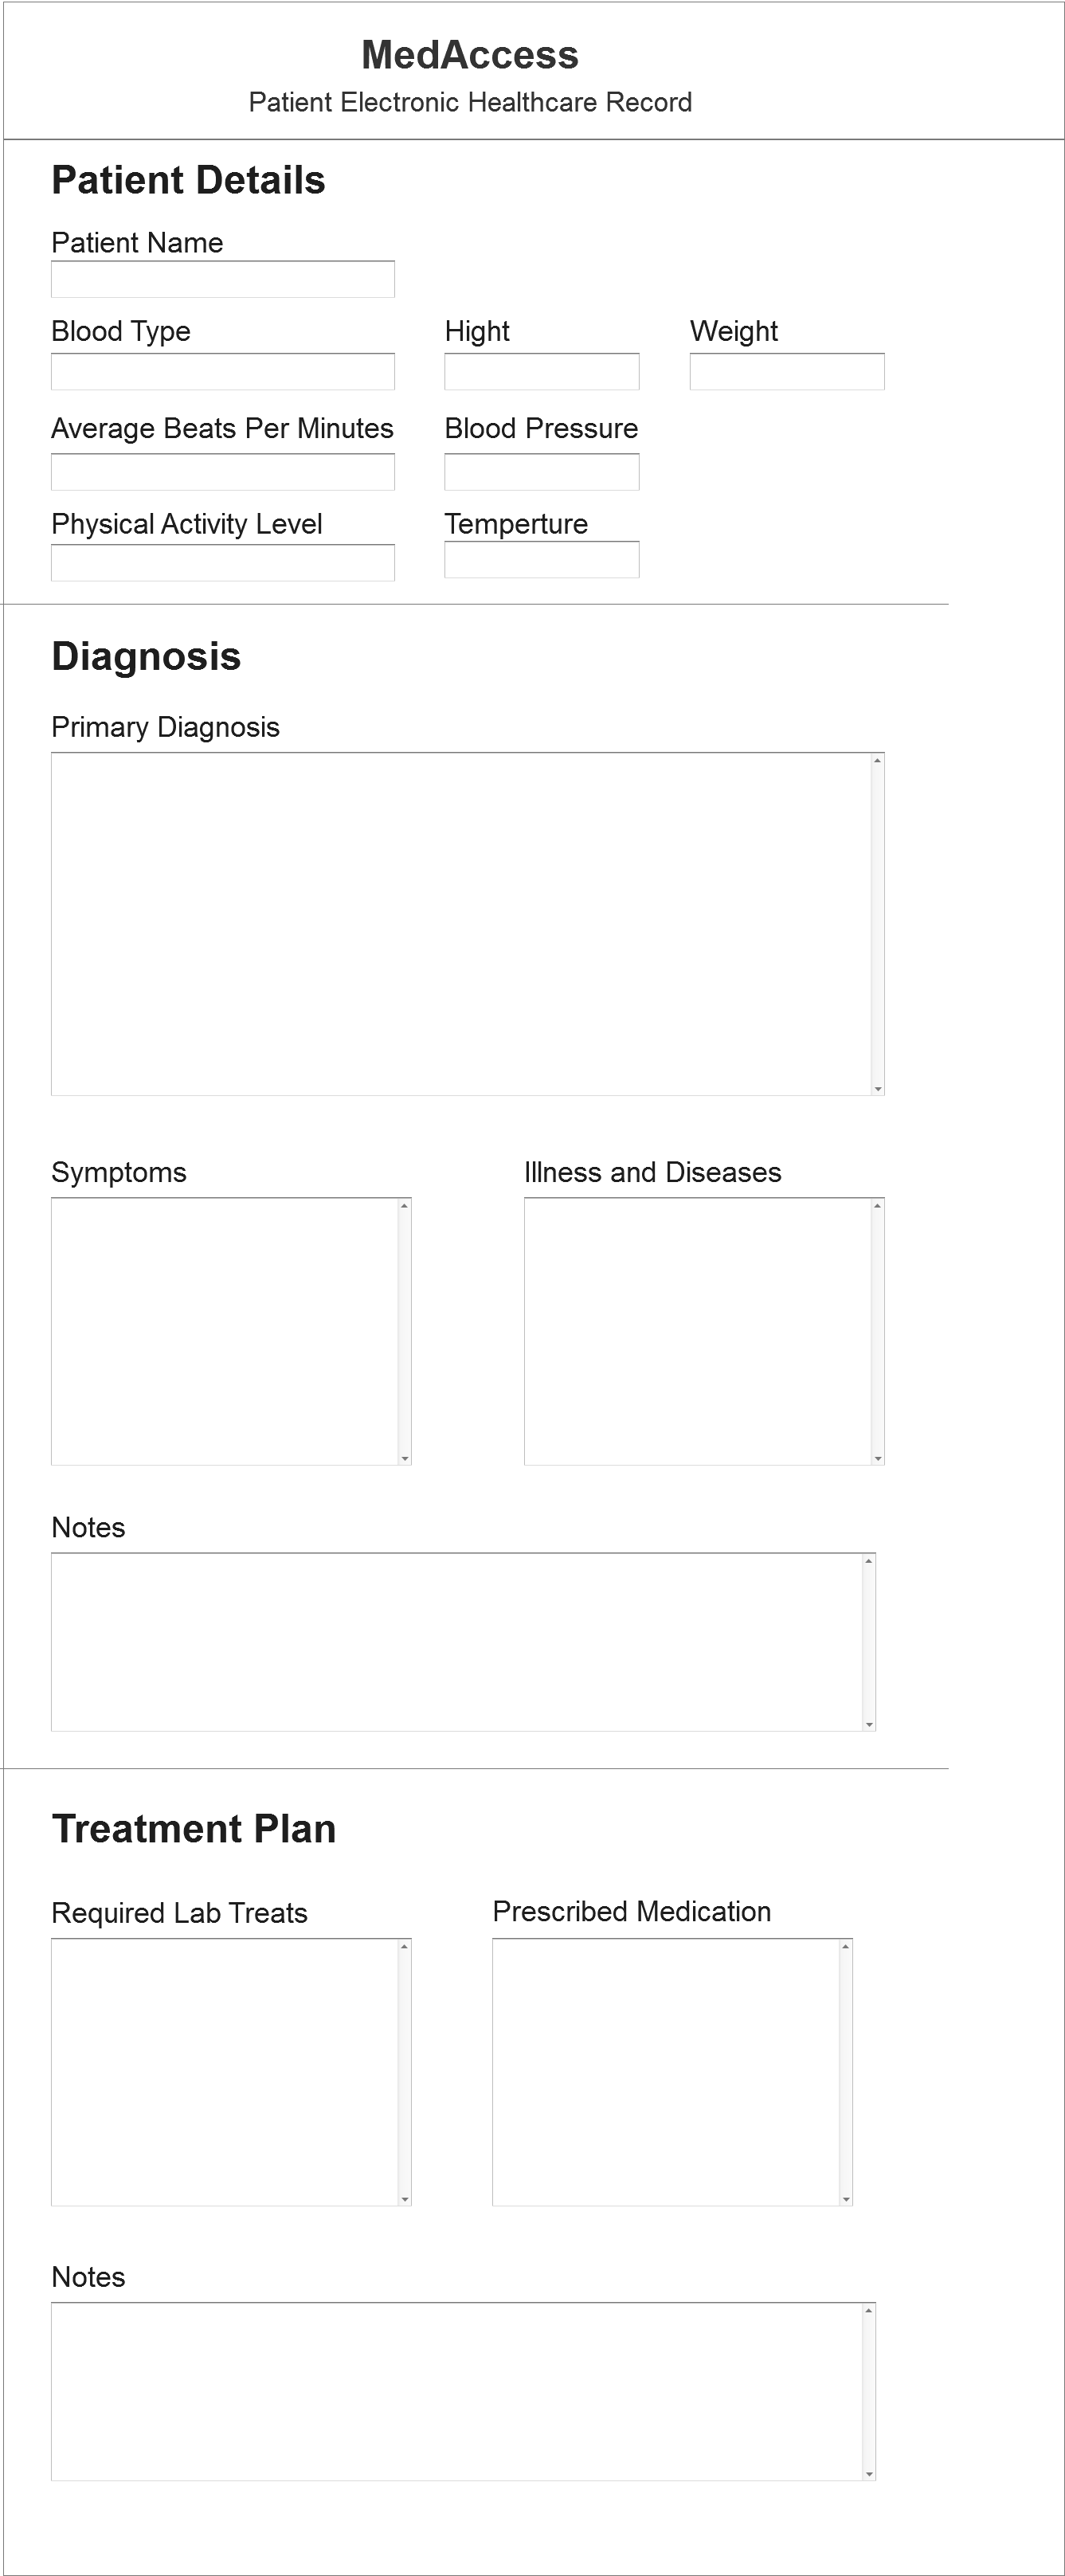 MedAccess
Patient Electronic Healthcare Record
Patient Details
Patient Name
Blood Type Hight Weight
Average Beats Per Minutes Blood Pressure
Physical Activity Level Temperture
Diagnosis
Primary Diagnosis
Symptoms Illness and Diseases
Notes
Treatment Plan
Required Lab Treats Prescribed Medication
Notes